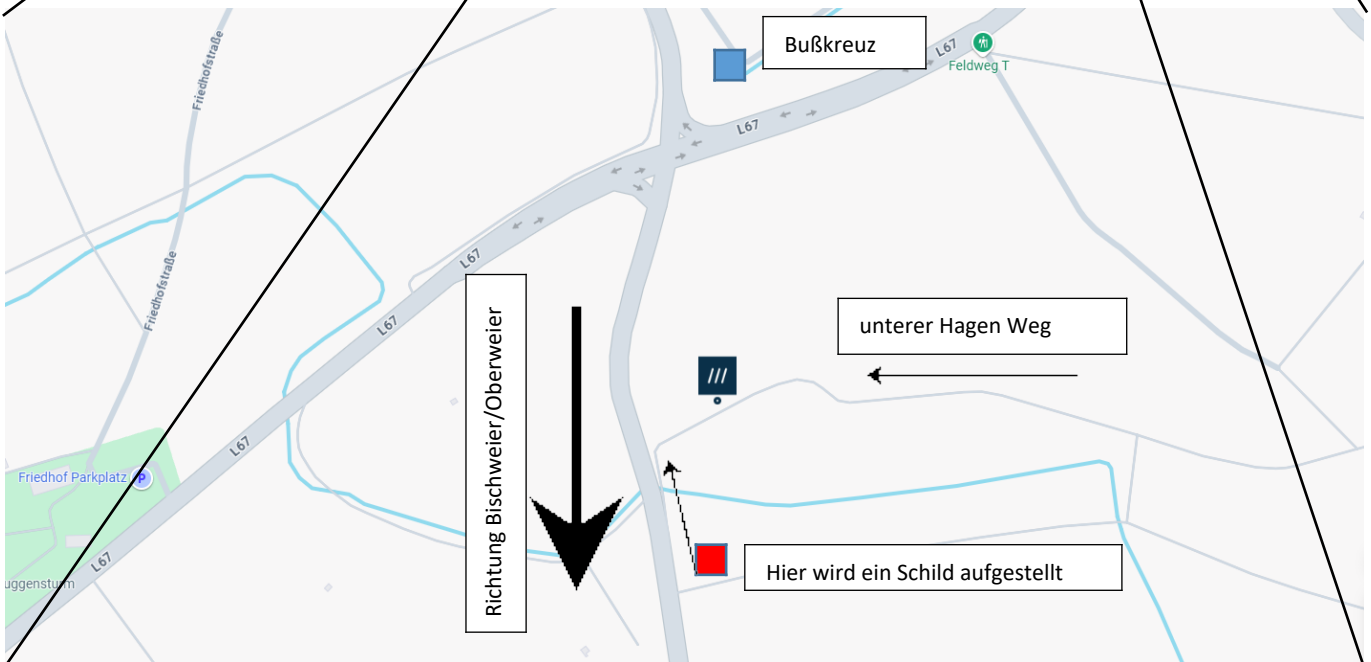 Friedhofstraße
Bußkreuz
L67
Feldweg T
L67
Friedhofstraße
L67
L67
Richtung Bischweier/Oberweier
unterer Hagen Weg
///
L67
Friedhof Parkplatz P
L67
Hier wird ein Schild aufgestellt
uggensturm